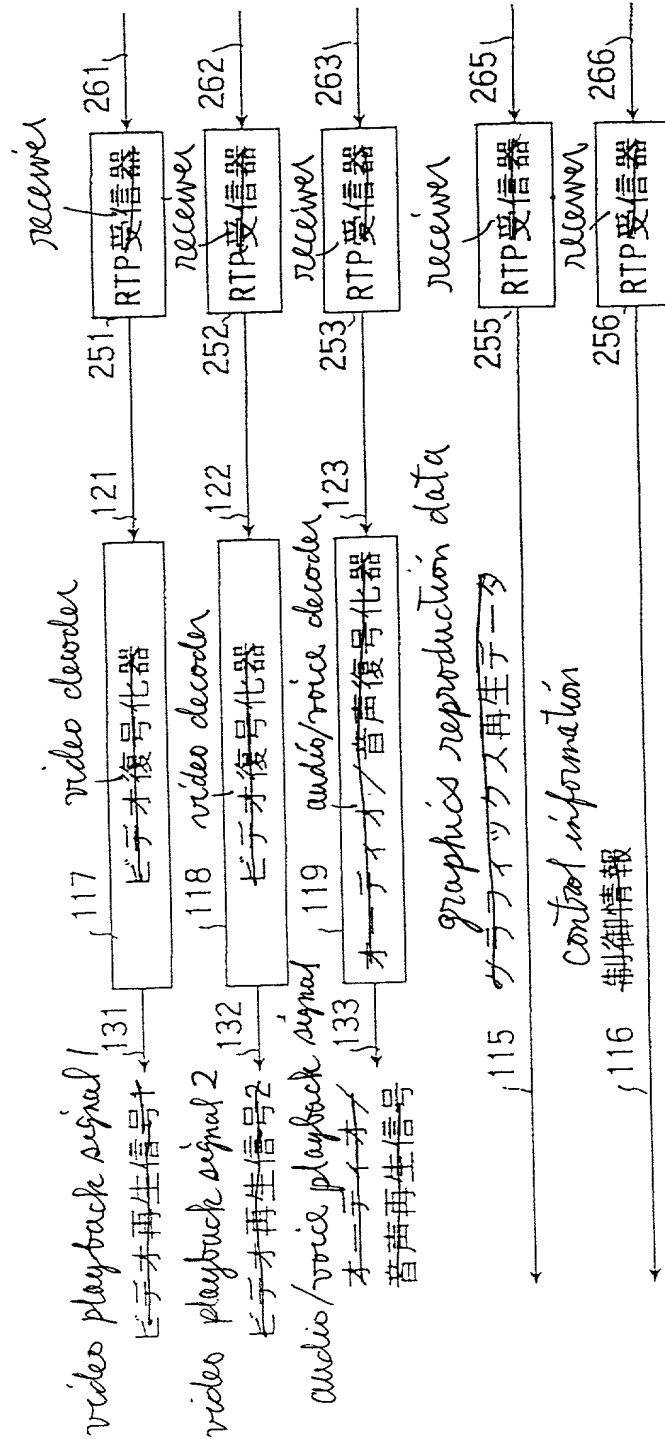 video playback signal 1
ビデオ再生信号1
131
117
video decoder
ビデオ復号化器
121
251
receiver
RTP受信器
261
video playback signal 2
ビデオ再生信号2
132
118
video decoder
ビデオ復号化器
122
252
receiver
RTP受信器
262
audio/voice playback signal
オーディオ/
音声再生信号
133
119
audio/voice decoder
オーディオ/音声復号化器
123
253
receiver
RTP受信器
263
115
graphics reproduction data
グラフィックス再生データ
255
receiver
RTP受信器
265
116
control information
制御情報
256
receiver
RTP受信器
266